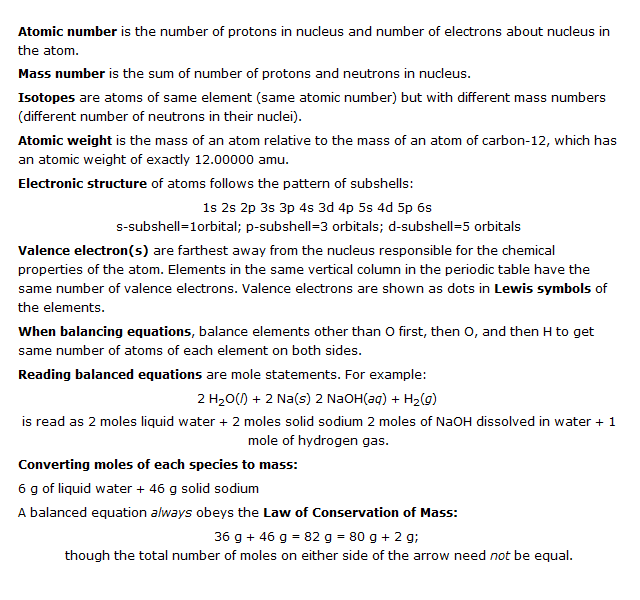 Atomic number is the number of protons in nucleus and number of electrons about nucleus in
the atom.
Mass number is the sum of number of protons and neutrons in nucleus.
Isotopes are atoms of same element (same atomic number) but with different mass numbers
(different number of neutrons in their nuclei).
Atomic weight is the mass of an atom relative to the mass of an atom of carbon-12, which has
an atomic weight of exactly 12.00000 amu.
Electronic structure of atoms follows the pattern of subshells:
1s 2s 2p 3s 3p 4s 3d 4p 5s 4d 5p 6s
s-subshell=1orbital; p-subshell=3 orbitals; d-subshell=5 orbitals
Valence electron(s) are farthest away from the nucleus responsible for the chemical
properties of the atom. Elements in the same vertical column in the periodic table have the
same number of valence electrons. Valence electrons are shown as dots in Lewis symbols of
the elements.
When balancing equations, balance elements other than O first, then O, and then H to get
same number of atoms of each element on both sides.
Reading balanced equations are mole statements. For example:
2 H₂O(l) + 2 Na(s) 2 NaOH(aq) + H₂(g)
is read as 2 moles liquid water + 2 moles solid sodium 2 moles of NaOH dissolved in water + 1
mole of hydrogen gas.
Converting moles of each species to mass:
6 g of liquid water + 46 g solid sodium
A balanced equation always obeys the Law of Conservation of Mass:
36 g + 46 g = 82 g = 80 g + 2 g;
though the total number of moles on either side of the arrow need not be equal.